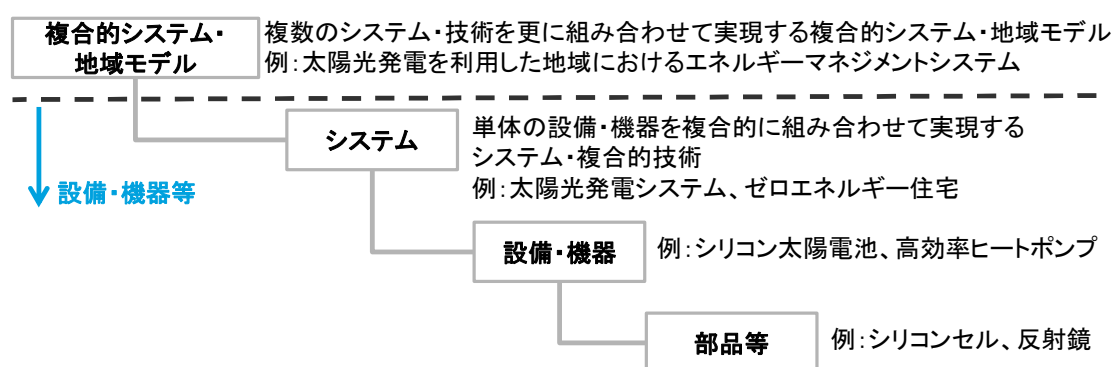 複合的システム・
地域モデル
複数のシステム・技術を更に組み合わせて実現する複合的システム・地域モデル
例：太陽光発電を利用した地域におけるエネルギーマネジメントシステム
設備・機器等
システム
単体の設備・機器を複合的に組み合わせて実現する
システム・複合的技術
例：太陽光発電システム、ゼロエネルギー住宅
設備・機器
例：シリコン太陽電池、高効率ヒートポンプ
部品等
例：シリコンセル、反射鏡